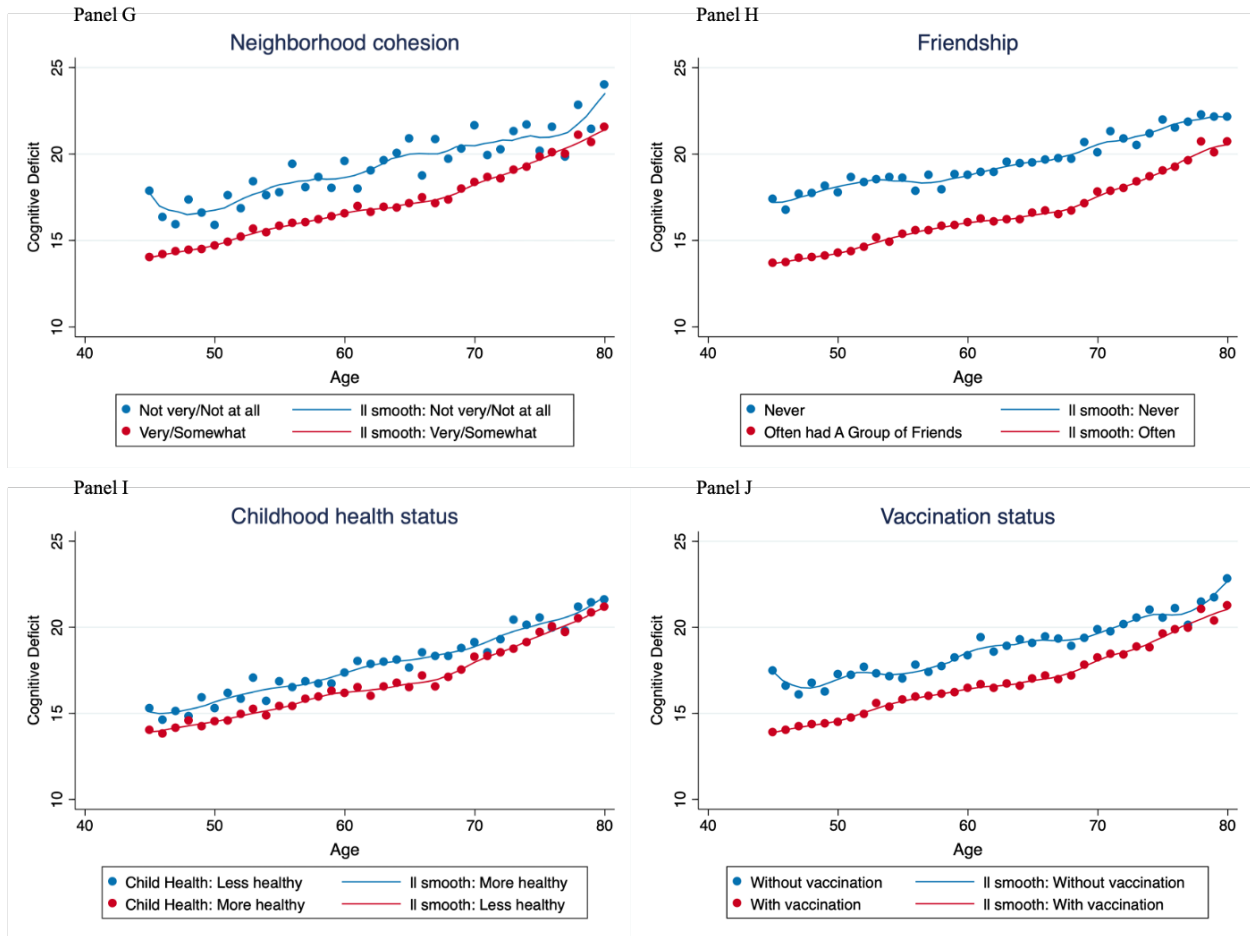 Panel G
Neighborhood cohesion
25
20
15
10
Cognitive Deficit
40 50 60 70 80
Age
Not very/Not at all ll smooth: Not very/Not at all
Very/Somewhat ll smooth: Very/Somewhat
Panel H
Friendship
25
20
15
10
Cognitive Deficit
40 50 60 70 80
Age
Never ll smooth: Never
Often had A Group of Friends ll smooth: Often
Panel I
Childhood health status
25
20
15
10
Cognitive Deficit
40 50 60 70 80
Age
Child Health: Less healthy ll smooth: More healthy
Child Health: More healthy ll smooth: Less healthy
Panel J
Vaccination status
25
20
15
10
Cognitive Deficit
40 50 60 70 80
Age
Without vaccination ll smooth: Without vaccination
With vaccination ll smooth: With vaccination